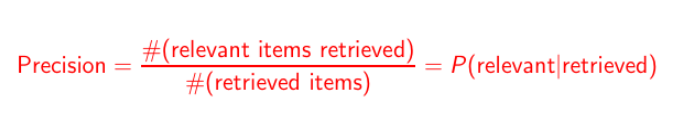 Precision = #(relevant items retrieved) / #(retrieved items) = P(relevant|retrieved)